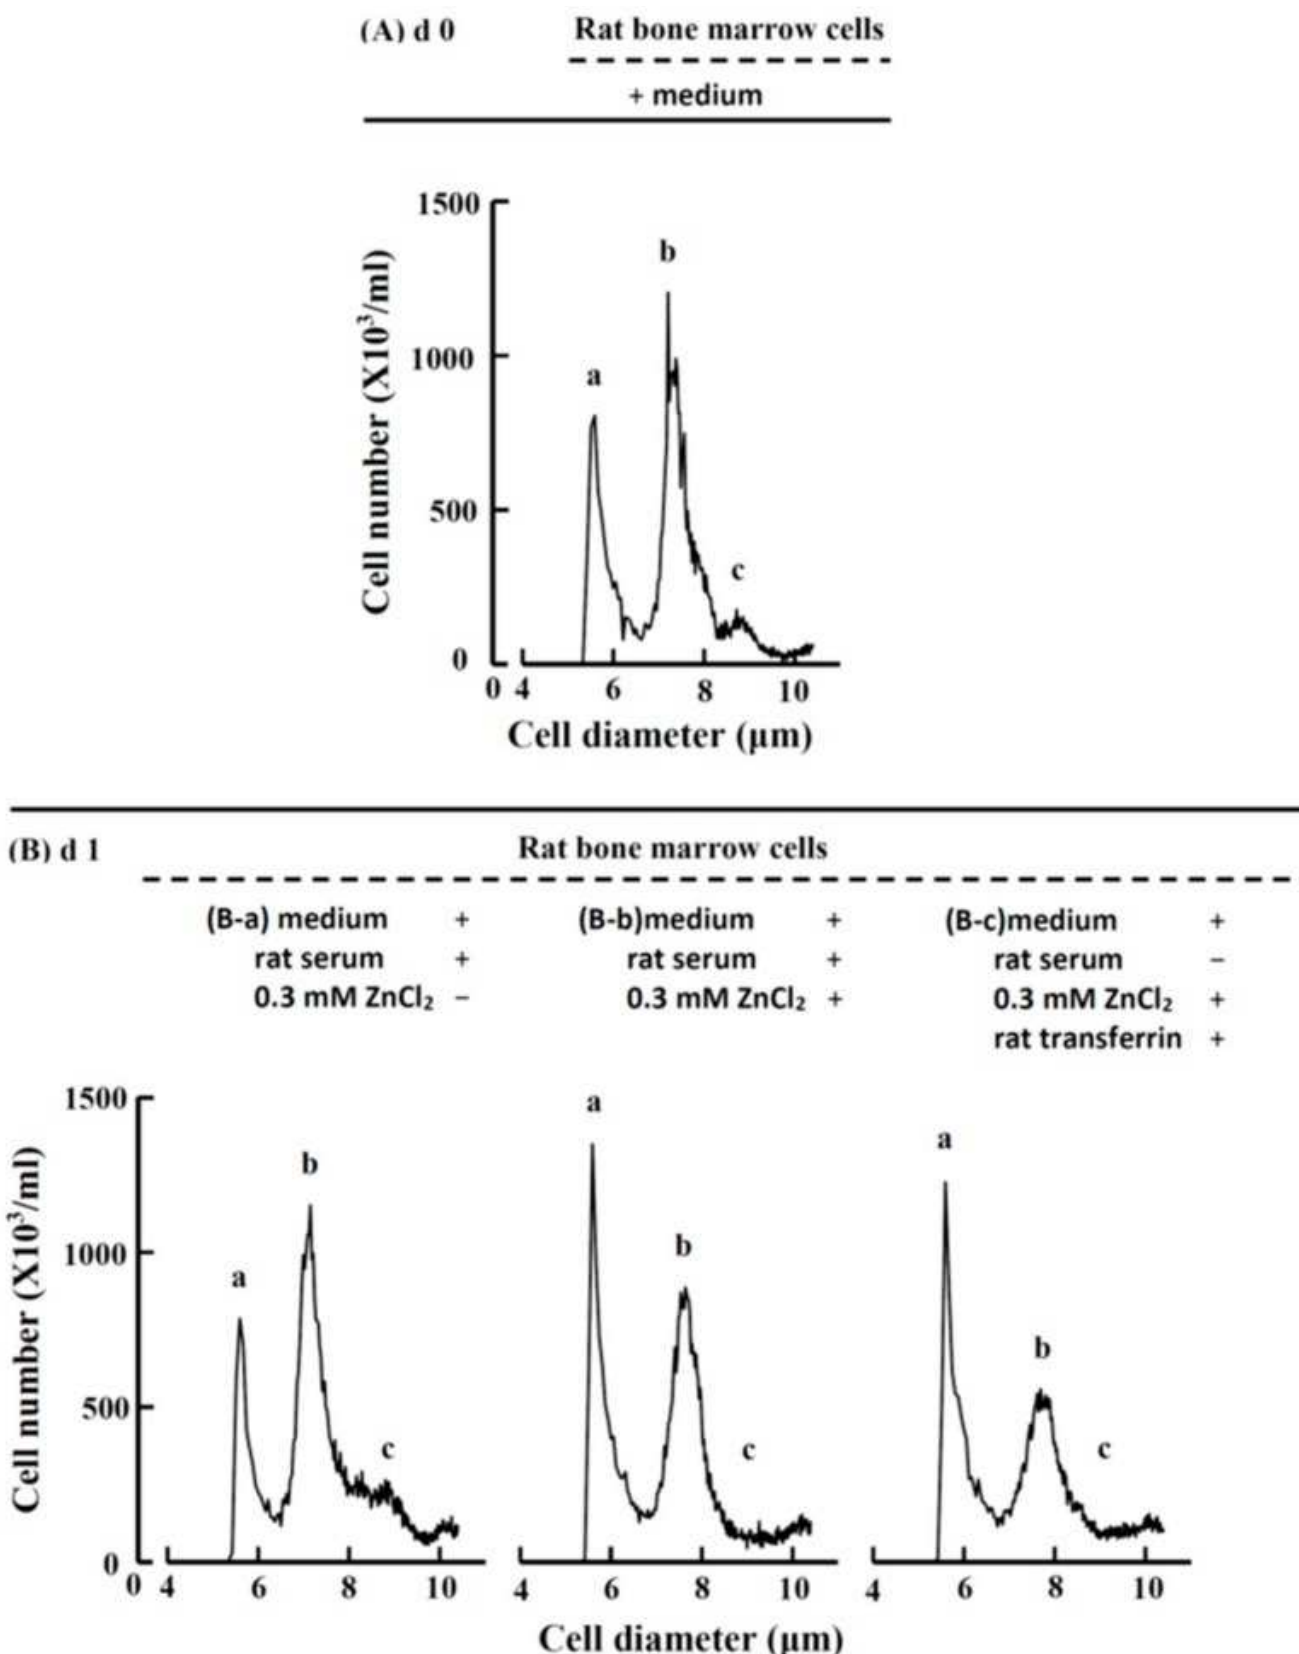 (A) d 0
Rat bone marrow cells
+ medium
1500
1000
500
0
Cell number (X10³/ml)
a
b
c
0 4 6 8 10
Cell diameter (µm)
(B) d 1
Rat bone marrow cells
(B-a) medium +
rat serum +
0.3 mM ZnCl₂ −
(B-b)medium +
rat serum +
0.3 mM ZnCl₂ +
(B-c)medium +
rat serum −
0.3 mM ZnCl₂ +
rat transferrin +
1500
1000
500
0
Cell number (X10³/ml)
a
b
c
a
b
c
a
b
c
0 4 6 8 10
4 6 8 10
4 6 8 10
Cell diameter (µm)